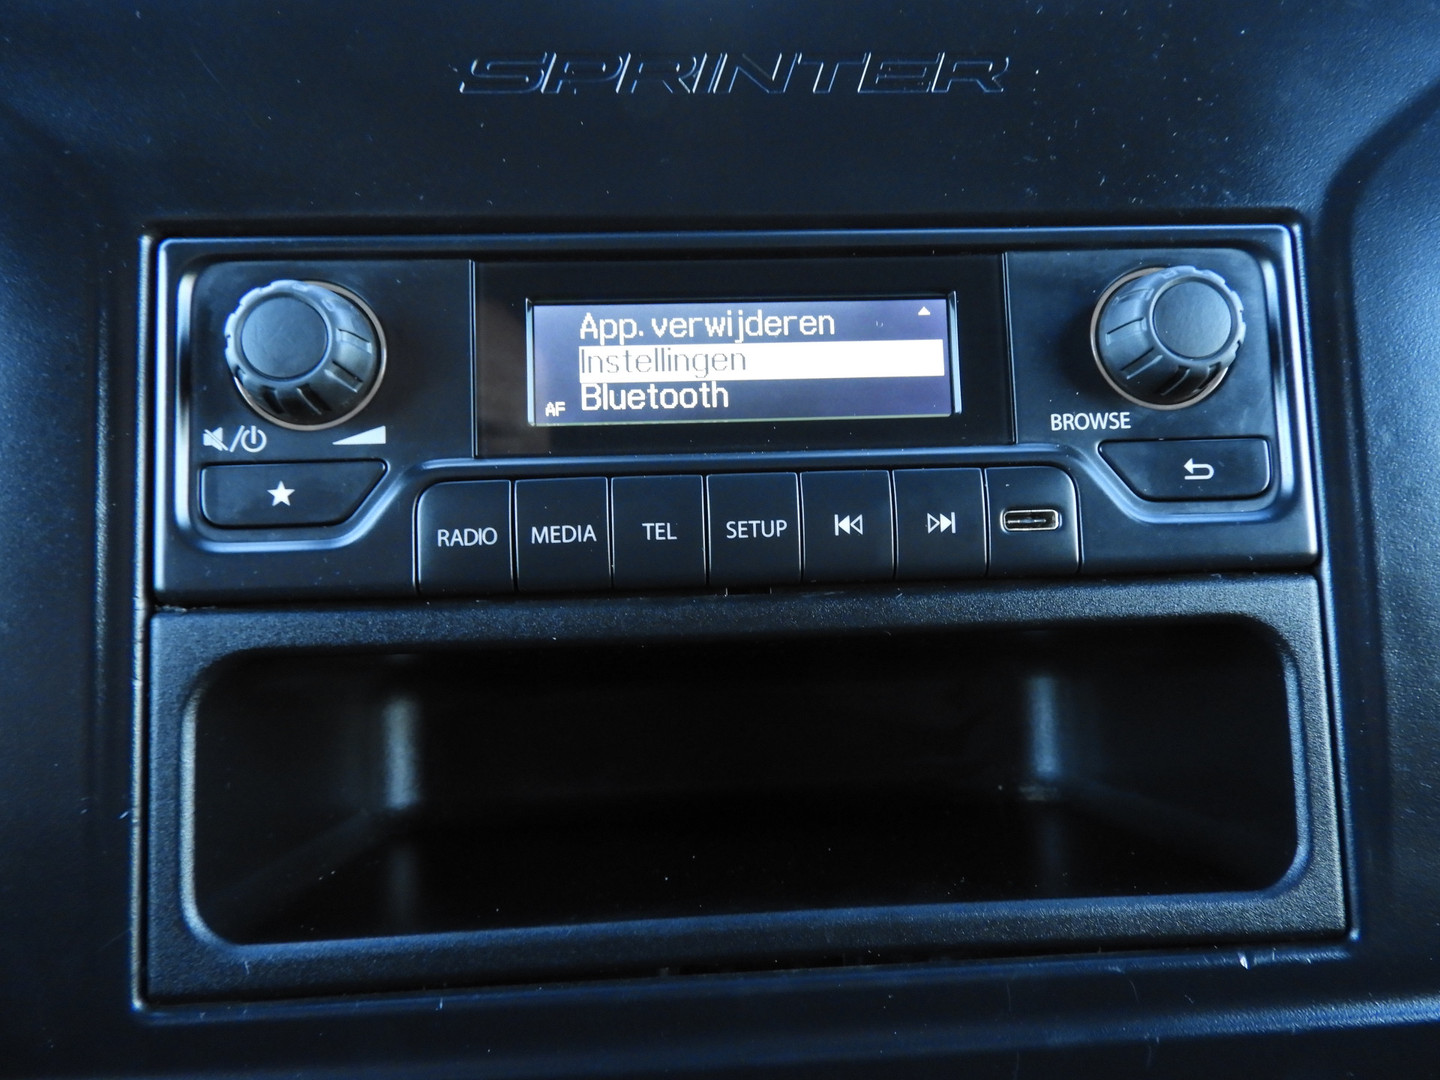 SPRINTER
App. verwijderen
Instellingen
AF Bluetooth
BROWSE
RADIO MEDIA TEL SETUP